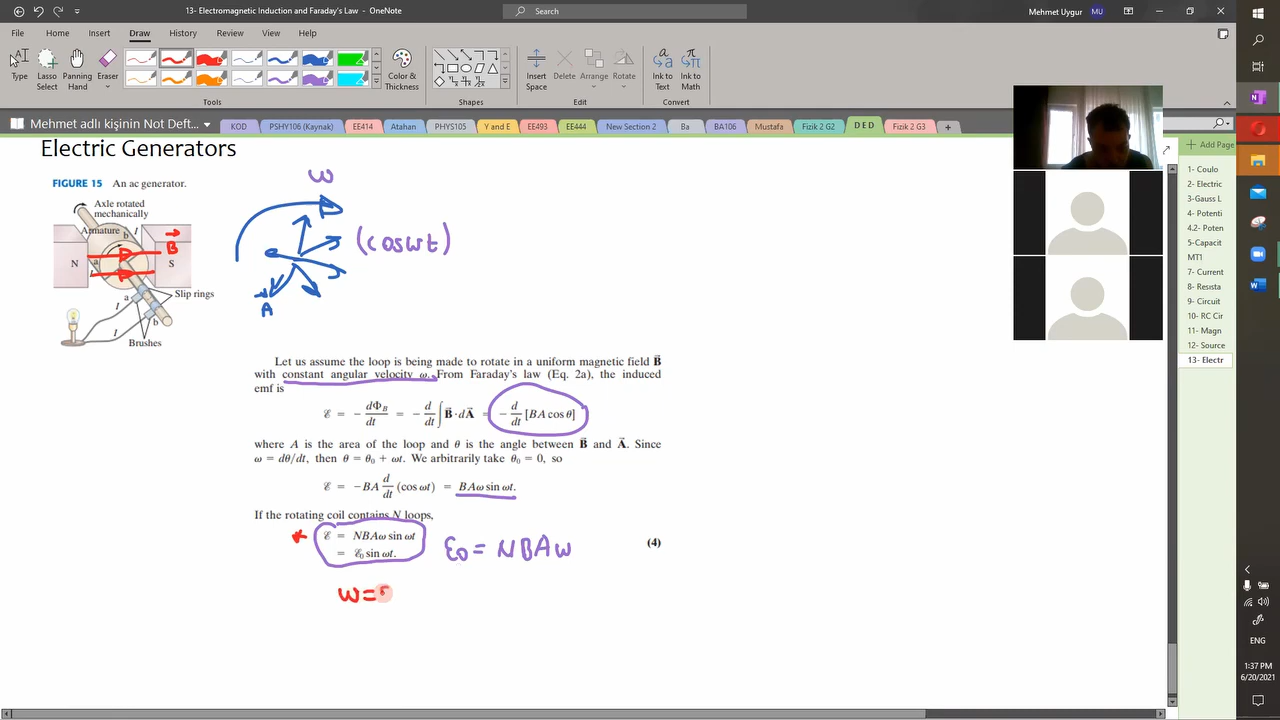 13- Electromagnetic Induction and Faraday's Law - OneNote
Search
Mehmet Uygur
MU
File Home Insert Draw History Review View Help
Type
Lasso Select
Panning Hand
Eraser
Color & Thickness
Insert Space
Delete
Arrange
Rotate
Ink to Text
Ink to Math
Tools
Shapes
Edit
Convert
Mehmet adlı kişinin Not Deft...
KOD
PSHY106 (Kaynak)
EE414
Atahan
PHYS105
Y and E
EE493
EE444
New Section 2
Ba
BA106
Mustafa
Fizik 2 G2
D E D
Fizik 2 G3
Add Page
1- Coulo
2- Electric
3-Gauss L
4- Potenti
4.2- Poten
5-Capacit
MT1
7- Current
8- Resista
9- Circuit
10- RC Cir
11- Magn
12- Source
13- Electr
Electric Generators
FIGURE 15 An ac generator.
Axle rotated
mechanically
Armature
b
I
B
N
S
a
I
Slip rings
a
I
b
I
Brushes
ω
(cosωt)
A
Let us assume the loop is being made to rotate in a uniform magnetic field B⃗
with constant angular velocity ω. From Faraday's law (Eq. 2a), the induced
emf is
ℰ = - dΦB/dt = - d/dt ∫ B⃗ · dA⃗ = - d/dt [BA cos θ]
where A is the area of the loop and θ is the angle between B⃗ and A⃗. Since
ω = dθ/dt, then θ = θ0 + ωt. We arbitrarily take θ0 = 0, so
ℰ = -BA d/dt (cos ωt) = BAω sin ωt.
If the rotating coil contains N loops,
ℰ = NBAω sin ωt
= ℰ0 sin ωt.
(4)
ℰ0 = NBAω
ω =
ENG
1:37 PM
6/20/2021